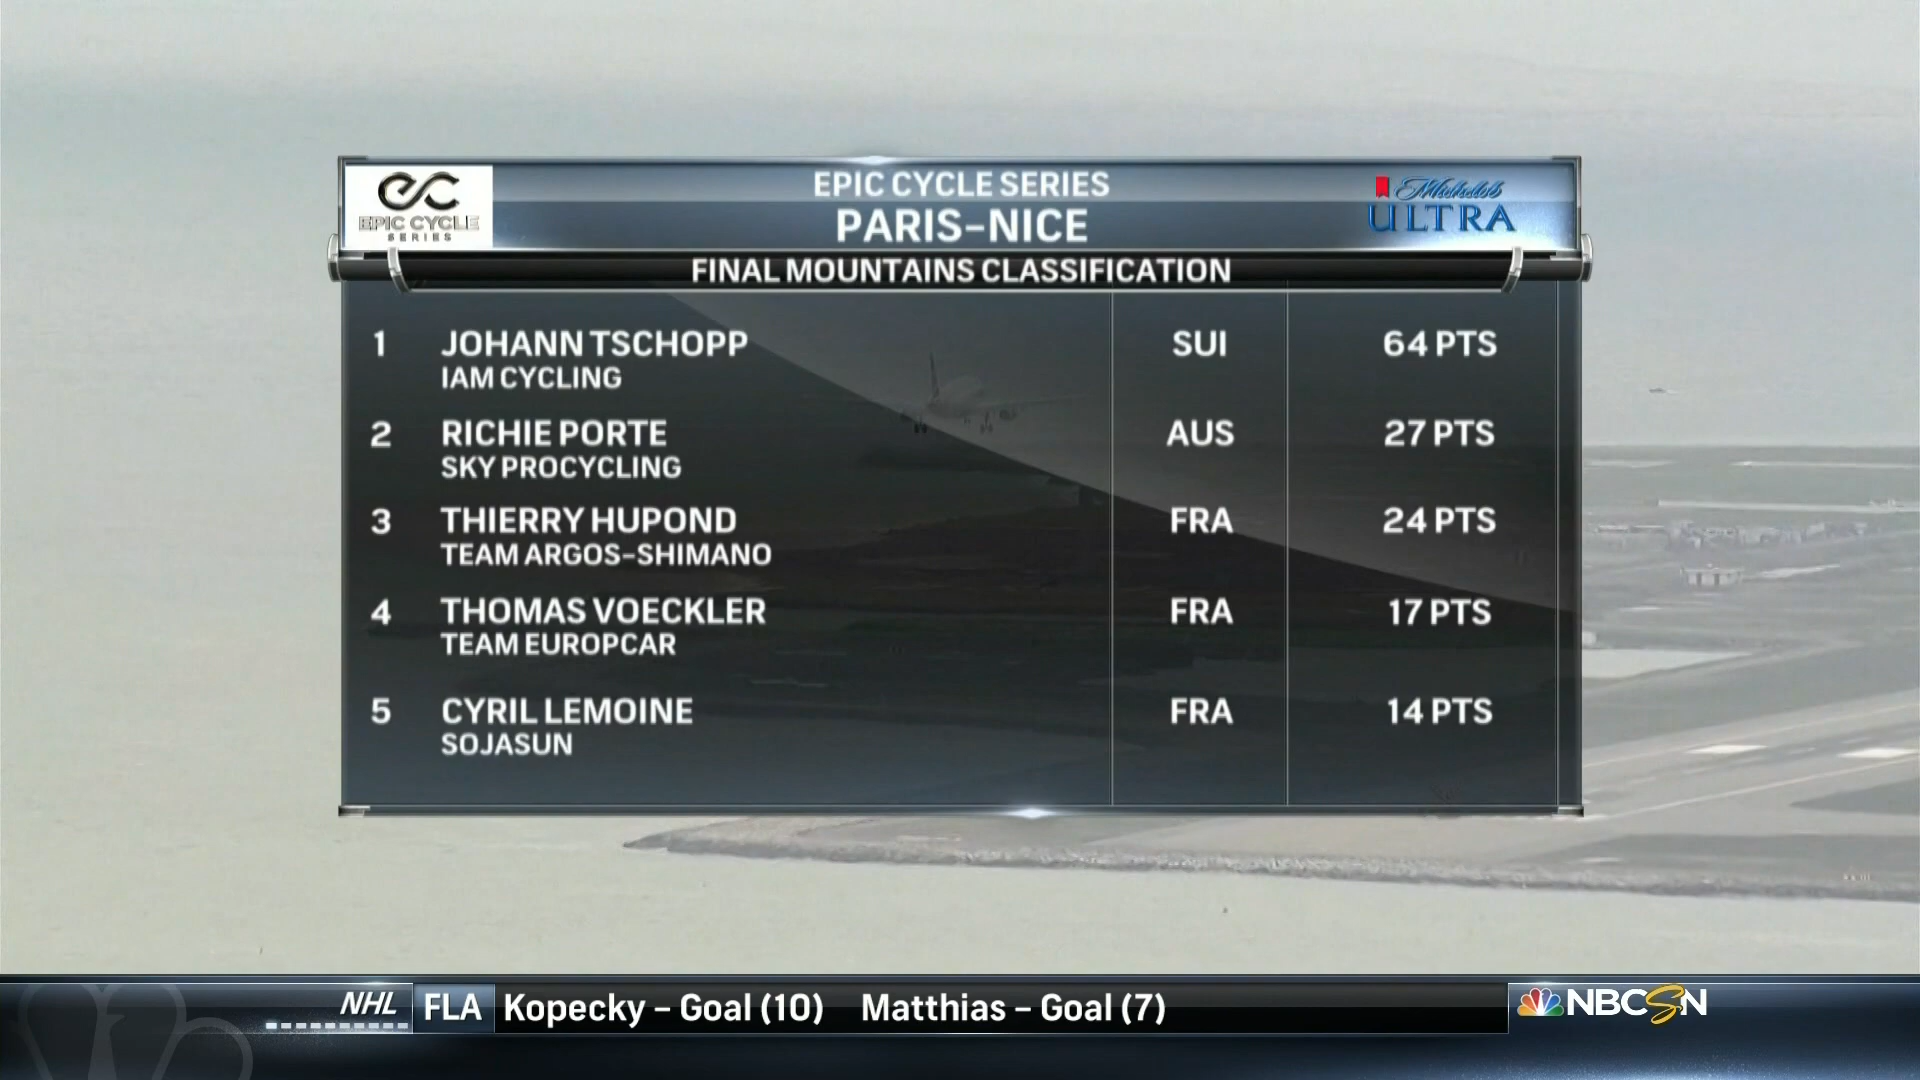 EPIC CYCLE SERIES
EPIC CYCLE SERIES
PARIS-NICE
Michelob ULTRA
FINAL MOUNTAINS CLASSIFICATION
1 JOHANN TSCHOPP SUI 64 PTS
IAM CYCLING
2 RICHIE PORTE AUS 27 PTS
SKY PROCYCLING
3 THIERRY HUPOND FRA 24 PTS
TEAM ARGOS-SHIMANO
4 THOMAS VOECKLER FRA 17 PTS
TEAM EUROPCAR
5 CYRIL LEMOINE FRA 14 PTS
SOJASUN
NHL FLA Kopecky - Goal (10) Matthias - Goal (7) NBCSN